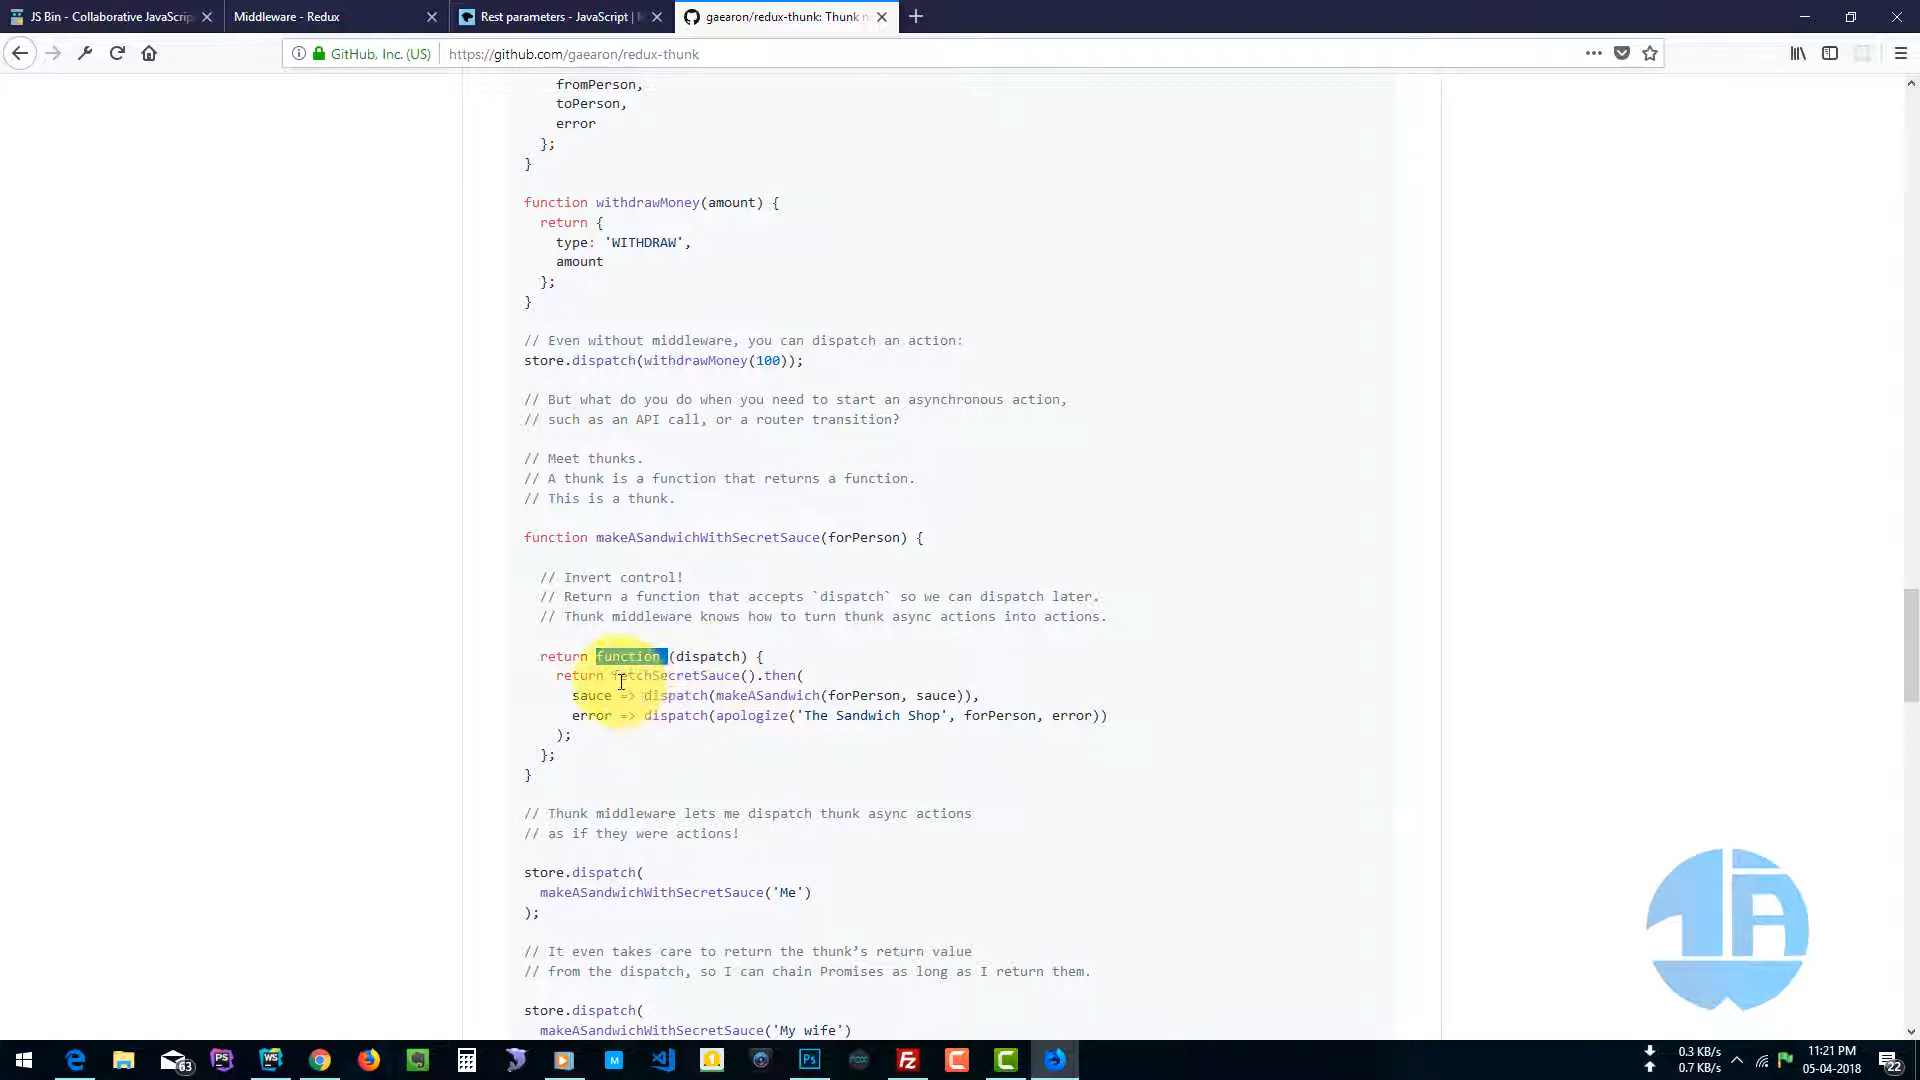 JS Bin - Collaborative JavaScrip
Middleware - Redux
Rest parameters - JavaScript |
gaearon/redux-thunk: Thunk
GitHub, Inc. (US)
https://github.com/gaearon/redux-thunk
fromPerson,
toPerson,
error
};
}
function withdrawMoney(amount) {
return {
type: 'WITHDRAW',
amount
};
}
// Even without middleware, you can dispatch an action:
store.dispatch(withdrawMoney(100));
// But what do you do when you need to start an asynchronous action,
// such as an API call, or a router transition?
// Meet thunks.
// A thunk is a function that returns a function.
// This is a thunk.
function makeASandwichWithSecretSauce(forPerson) {
// Invert control!
// Return a function that accepts `dispatch` so we can dispatch later.
// Thunk middleware knows how to turn thunk async actions into actions.
return function (dispatch) {
return fetchSecretSauce().then(
sauce => dispatch(makeASandwich(forPerson, sauce)),
error => dispatch(apologize('The Sandwich Shop', forPerson, error))
);
};
}
// Thunk middleware lets me dispatch thunk async actions
// as if they were actions!
store.dispatch(
makeASandwichWithSecretSauce('Me')
);
// It even takes care to return the thunk’s return value
// from the dispatch, so I can chain Promises as long as I return them.
store.dispatch(
makeASandwichWithSecretSauce('My wife')
1A
63
PS
WS
M
Ps
FOX
Fz
C
C
0.3 KB/s
0.7 KB/s
11:21 PM
05-04-2018
22